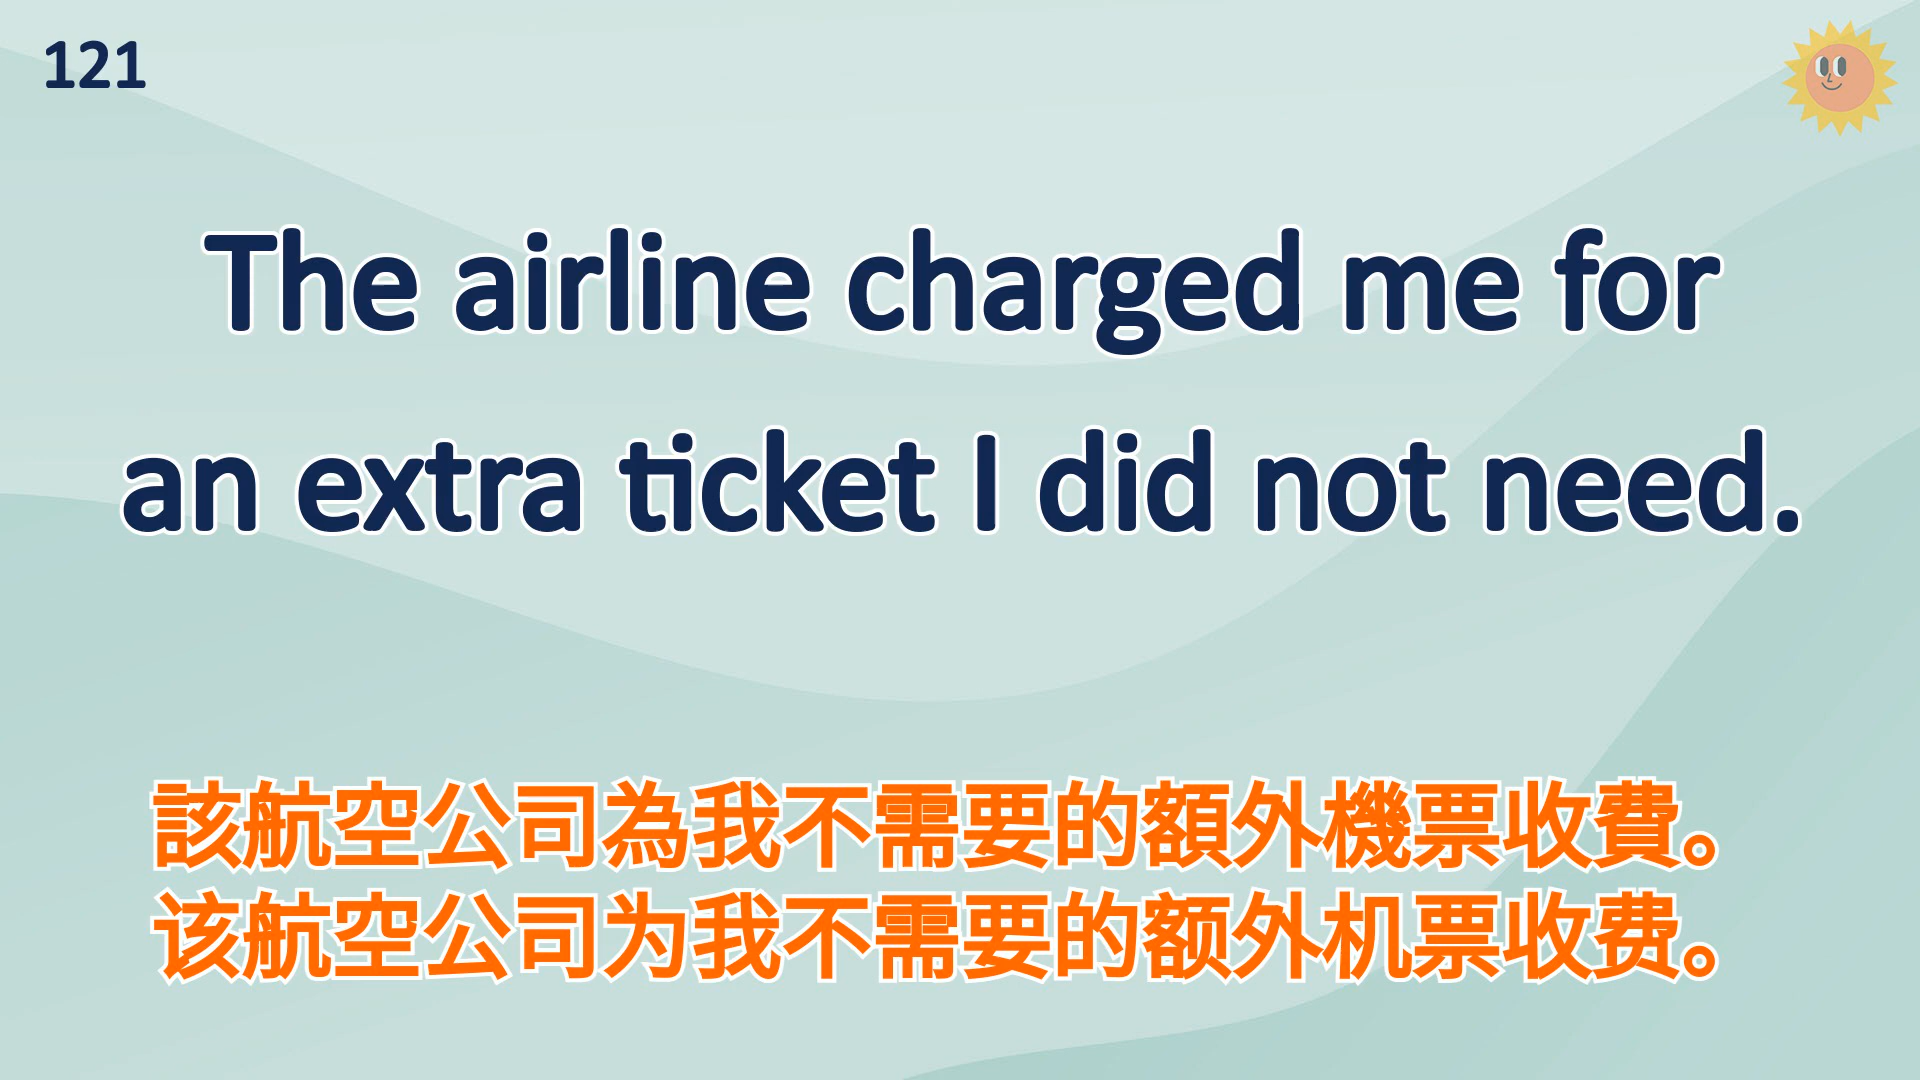 121
The airline charged me for
an extra ticket I did not need.
該航空公司為我不需要的額外機票收費。
该航空公司为我不需要的额外机票收费。